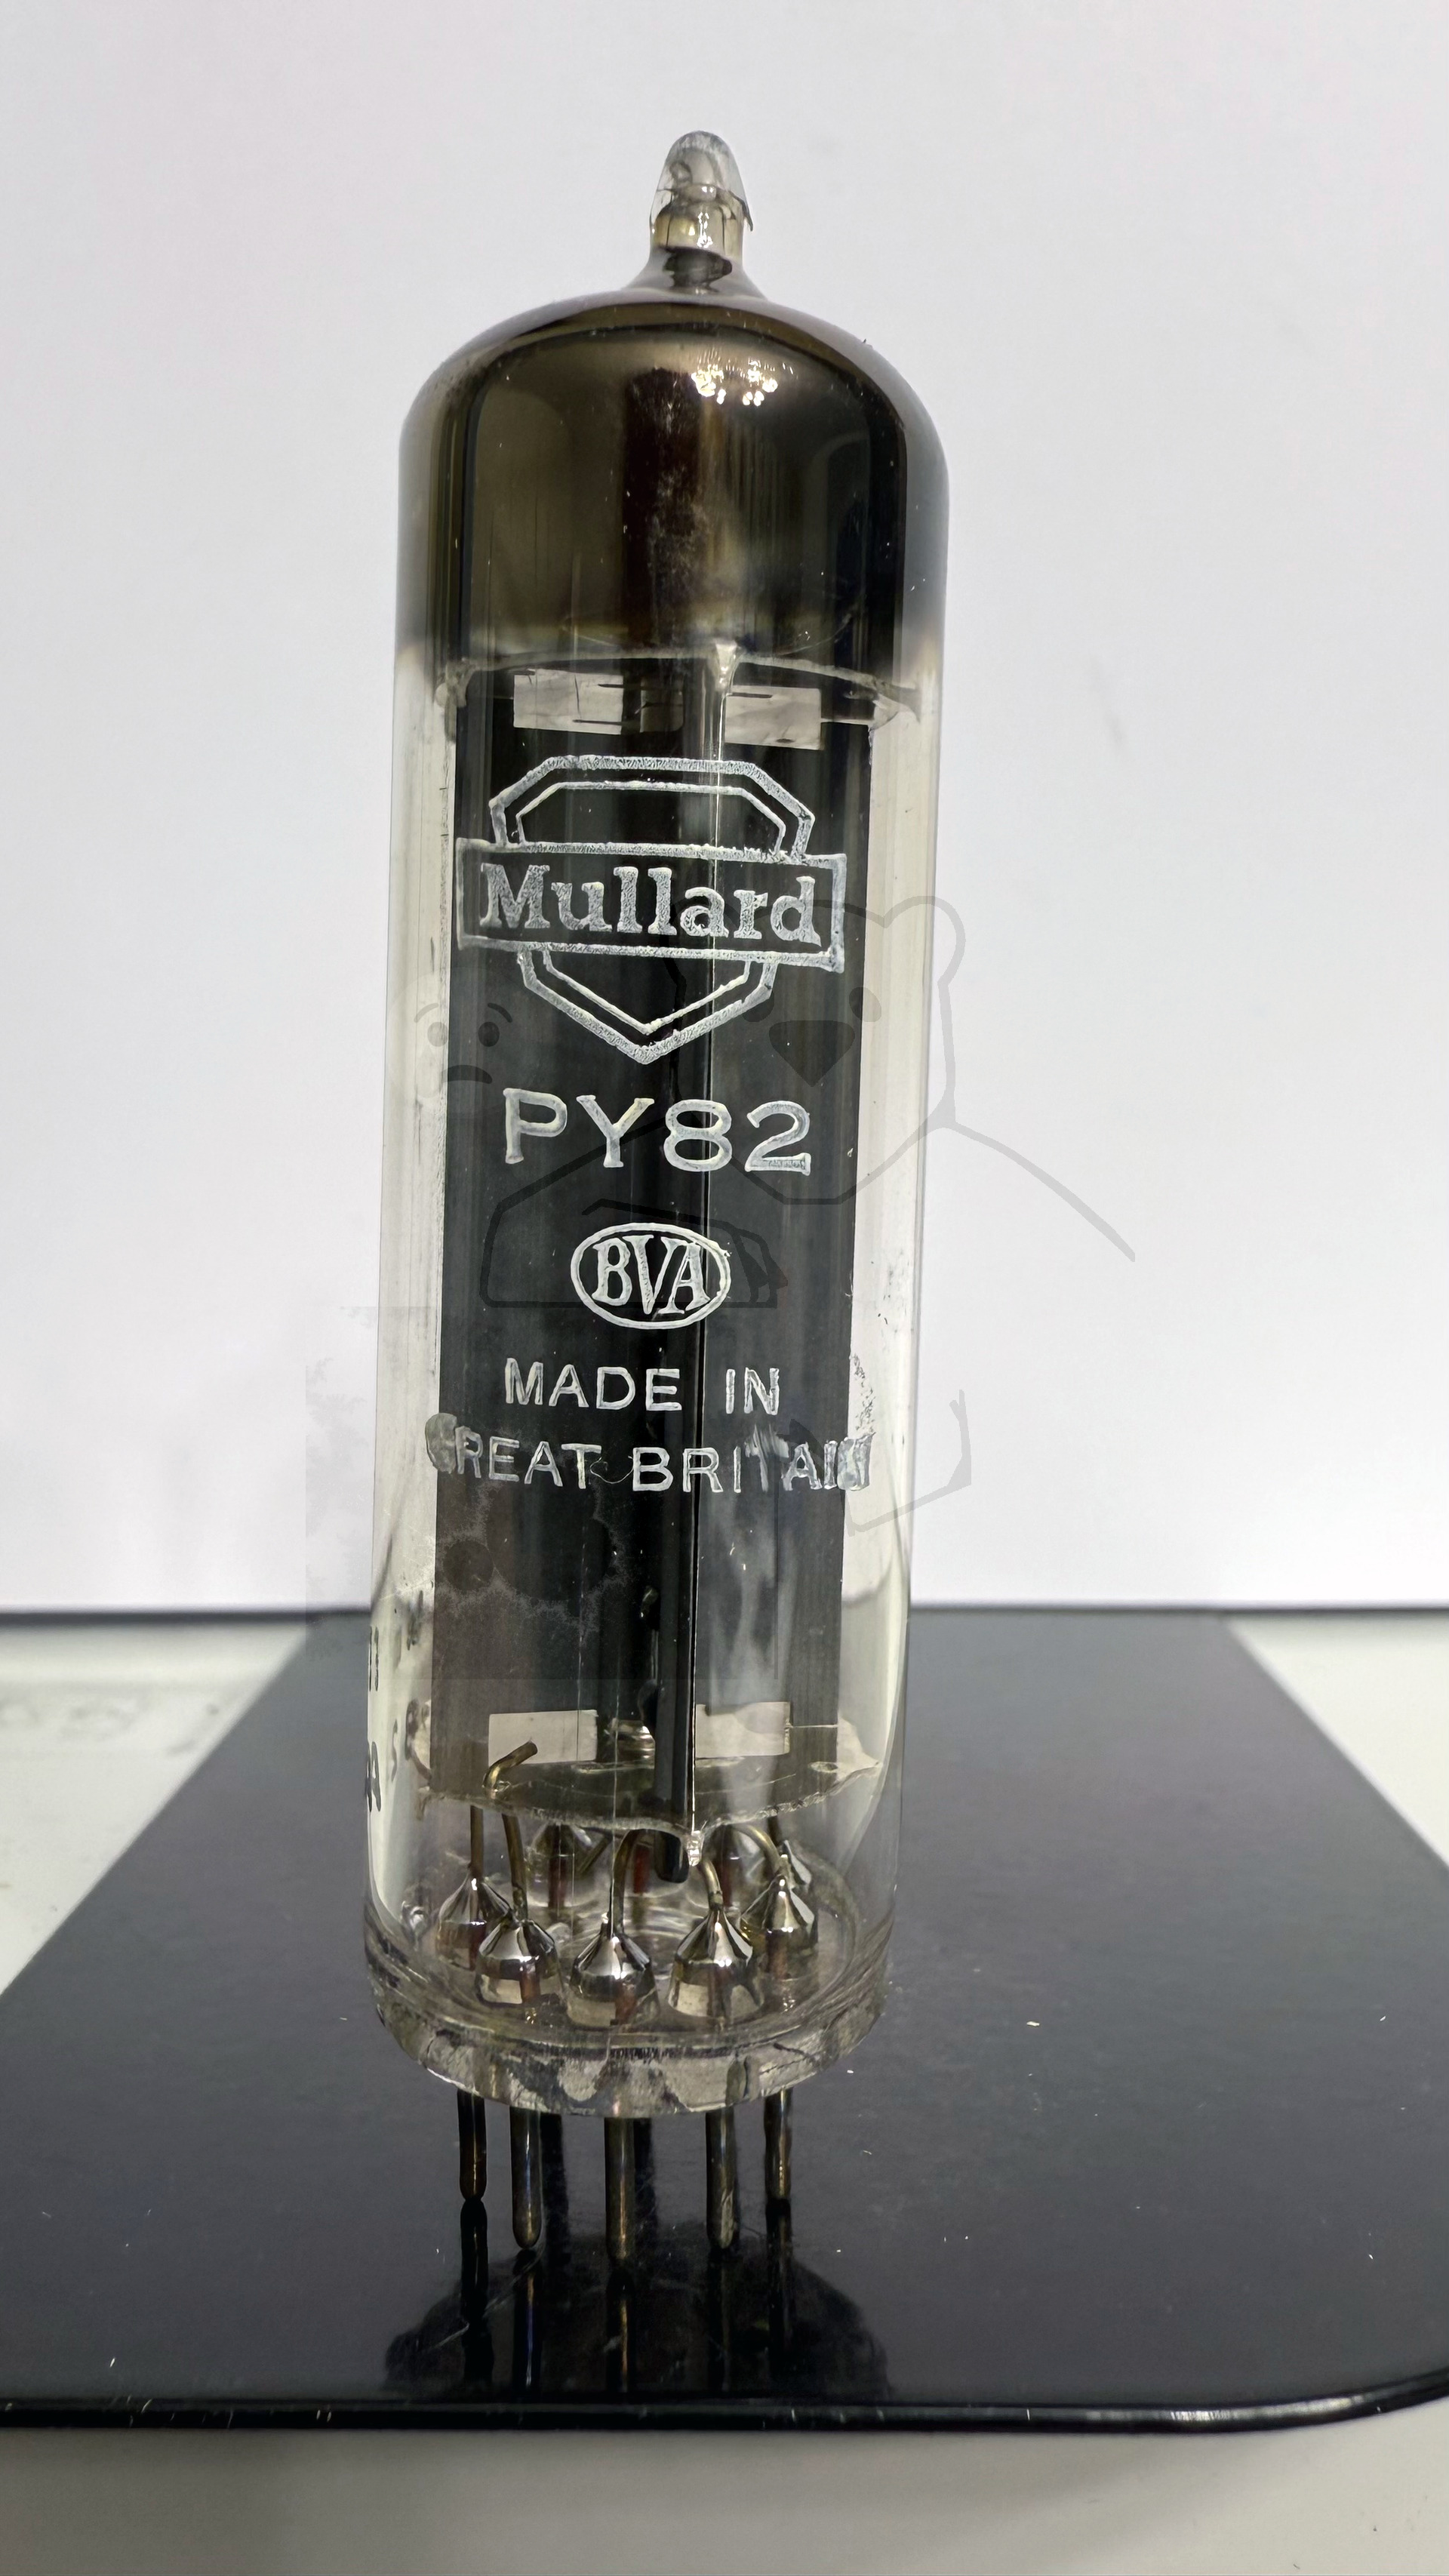 Mullard
PY82
BVA
MADE IN
GREAT BRITAIN